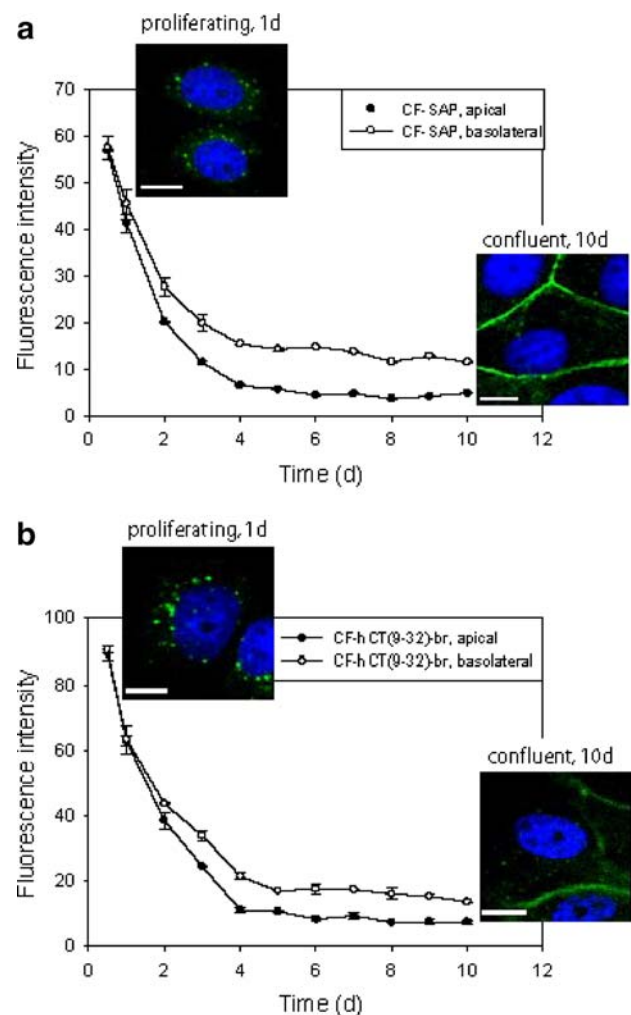 a
proliferating, 1d
70
60
50
40
30
20
10
0
Fluorescence intensity
CF-SAP, apical
CF-SAP, basolateral
confluent, 10d
0 2 4 6 8 10 12
Time (d)
b
proliferating, 1d
100
80
60
40
20
0
Fluorescence intensity
CF-hCT(9-32)-br, apical
CF-hCT(9-32)-br, basolateral
confluent, 10d
0 2 4 6 8 10 12
Time (d)